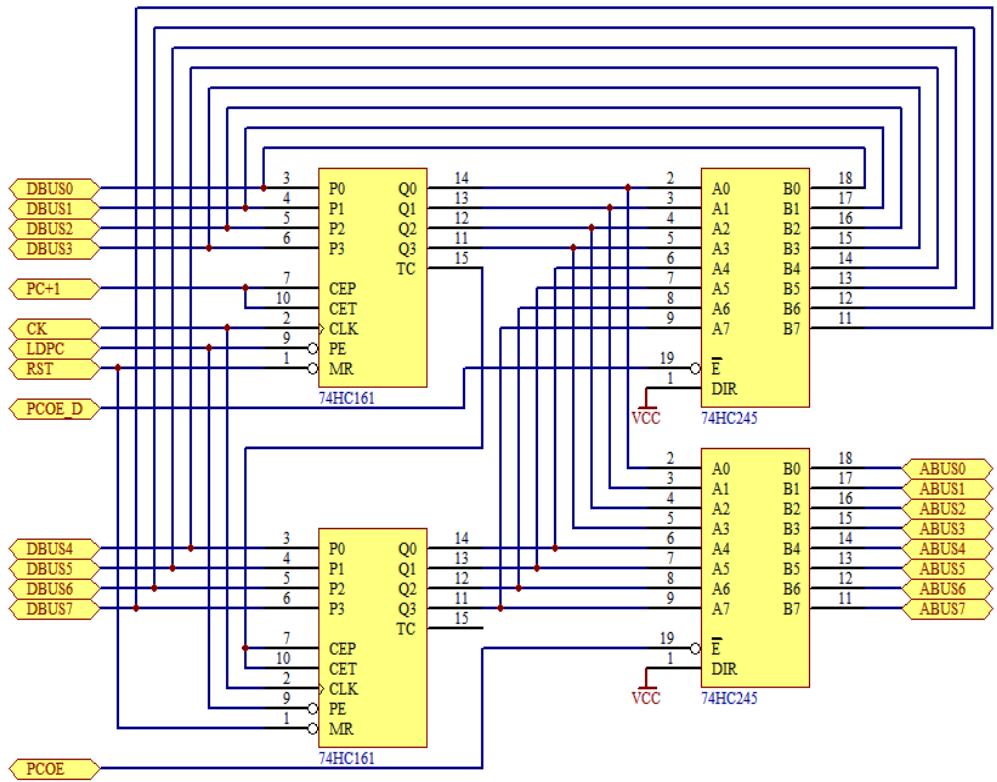 DBUS0 3 P0 Q0 14 2 A0 B0 18
DBUS1 4 P1 Q1 13 3 A1 B1 17
DBUS2 5 P2 Q2 12 4 A2 B2 16
DBUS3 6 P3 Q3 11 5 A3 B3 15
TC 15 6 A4 B4 14
PC+1 7 CEP 7 A5 B5 13
10 CET 8 A6 B6 12
CK 2 CLK 9 A7 B7 11
LDPC 9 PE
RST 1 MR 19 E
1 DIR
74HC161
PCOE_D VCC 74HC245
2 A0 B0 18 ABUS0
3 A1 B1 17 ABUS1
4 A2 B2 16 ABUS2
5 A3 B3 15 ABUS3
DBUS4 3 P0 Q0 14 6 A4 B4 14 ABUS4
DBUS5 4 P1 Q1 13 7 A5 B5 13 ABUS5
DBUS6 5 P2 Q2 12 8 A6 B6 12 ABUS6
DBUS7 6 P3 Q3 11 9 A7 B7 11 ABUS7
TC 15
7 CEP 19 E
10 CET 1 DIR
2 CLK
9 PE VCC 74HC245
1 MR
74HC161
PCOE